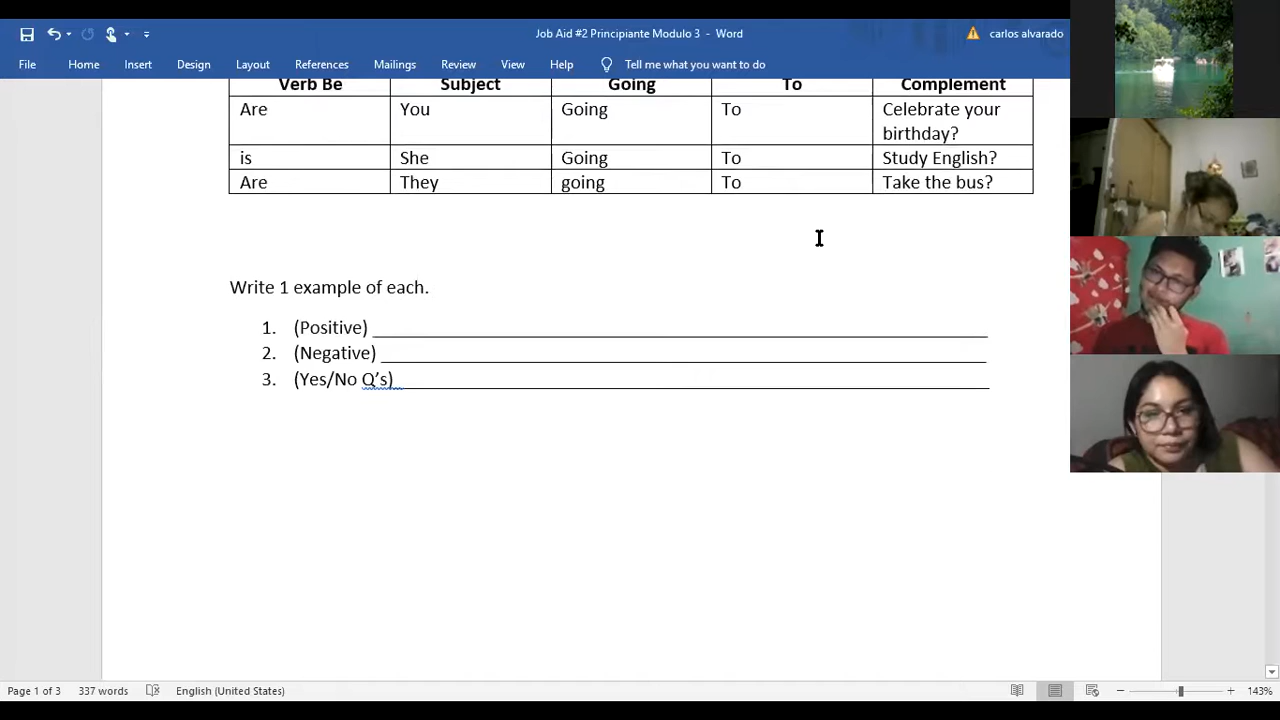 Job Aid #2 Principiante Modulo 3 - Word
carlos alvarado
File Home Insert Design Layout References Mailings Review View Help Tell me what you want to do
Verb Be Subject Going To Complement
Are You Going To Celebrate your
birthday?
is She Going To Study English?
Are They going To Take the bus?
Write 1 example of each.
1. (Positive)
2. (Negative)
3. (Yes/No Q’s)
Page 1 of 3 337 words English (United States) 143%